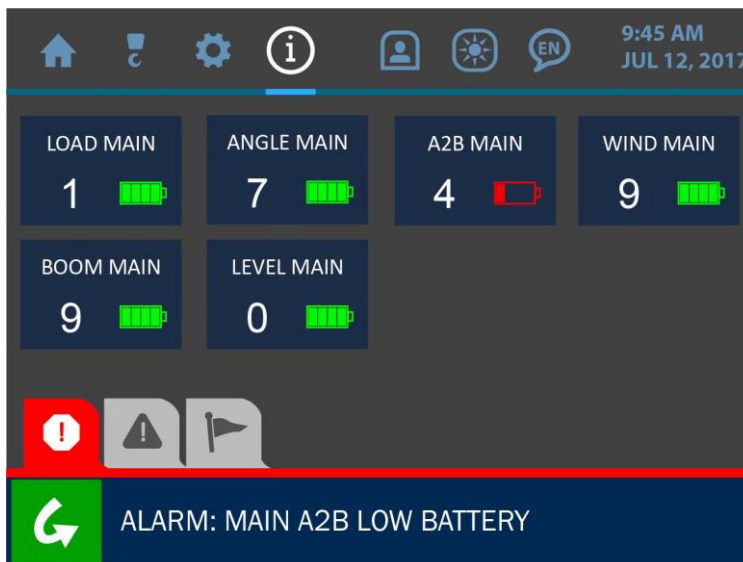 i
EN
9:45 AM
JUL 12, 2017
LOAD MAIN
1
ANGLE MAIN
7
A2B MAIN
4
WIND MAIN
9
BOOM MAIN
9
LEVEL MAIN
0
!
!
ALARM: MAIN A2B LOW BATTERY